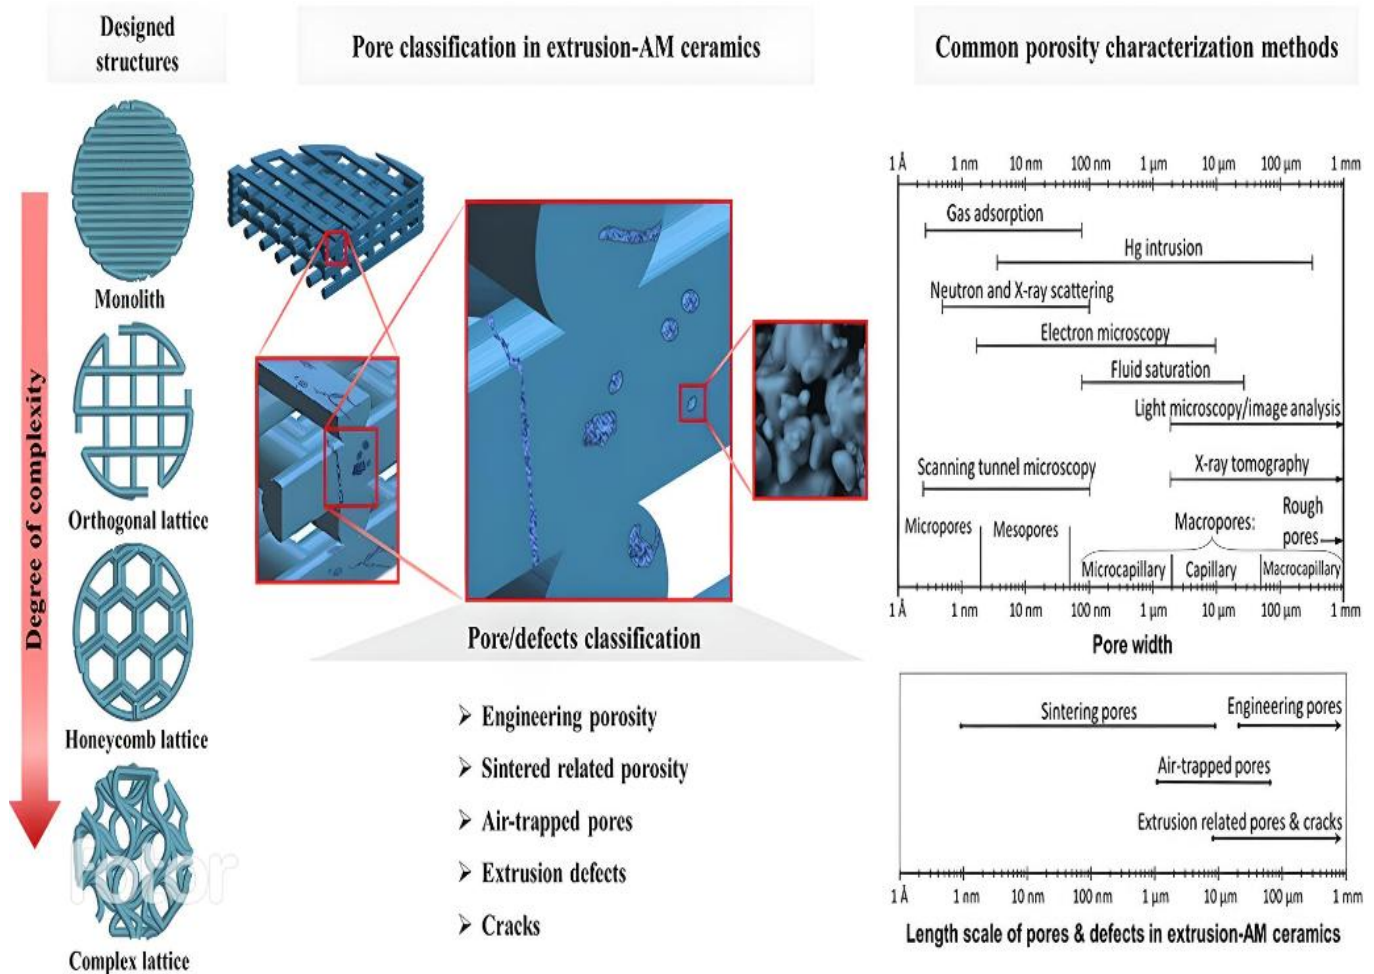 Designed
structures
Monolith
Orthogonal lattice
Honeycomb lattice
Complex lattice
Degree of complexity
fotor
Pore classification in extrusion-AM ceramics
Pore/defects classification
➢ Engineering porosity
➢ Sintered related porosity
➢ Air-trapped pores
➢ Extrusion defects
➢ Cracks
Common porosity characterization methods
1 Å 1 nm 10 nm 100 nm 1 µm 10 µm 100 µm 1 mm
Gas adsorption
Hg intrusion
Neutron and X-ray scattering
Electron microscopy
Fluid saturation
Light microscopy/image analysis
Scanning tunnel microscopy
X-ray tomography
Micropores
Mesopores
Macropores:
Rough
pores
Microcapillary
Capillary
Macrocapillary
1 Å 1 nm 10 nm 100 nm 1 µm 10 µm 100 µm 1 mm
Pore width
Sintering pores
Engineering pores
Air-trapped pores
Extrusion related pores & cracks
1 Å 1 nm 10 nm 100 nm 1 µm 10 µm 100 µm 1 mm
Length scale of pores & defects in extrusion-AM ceramics